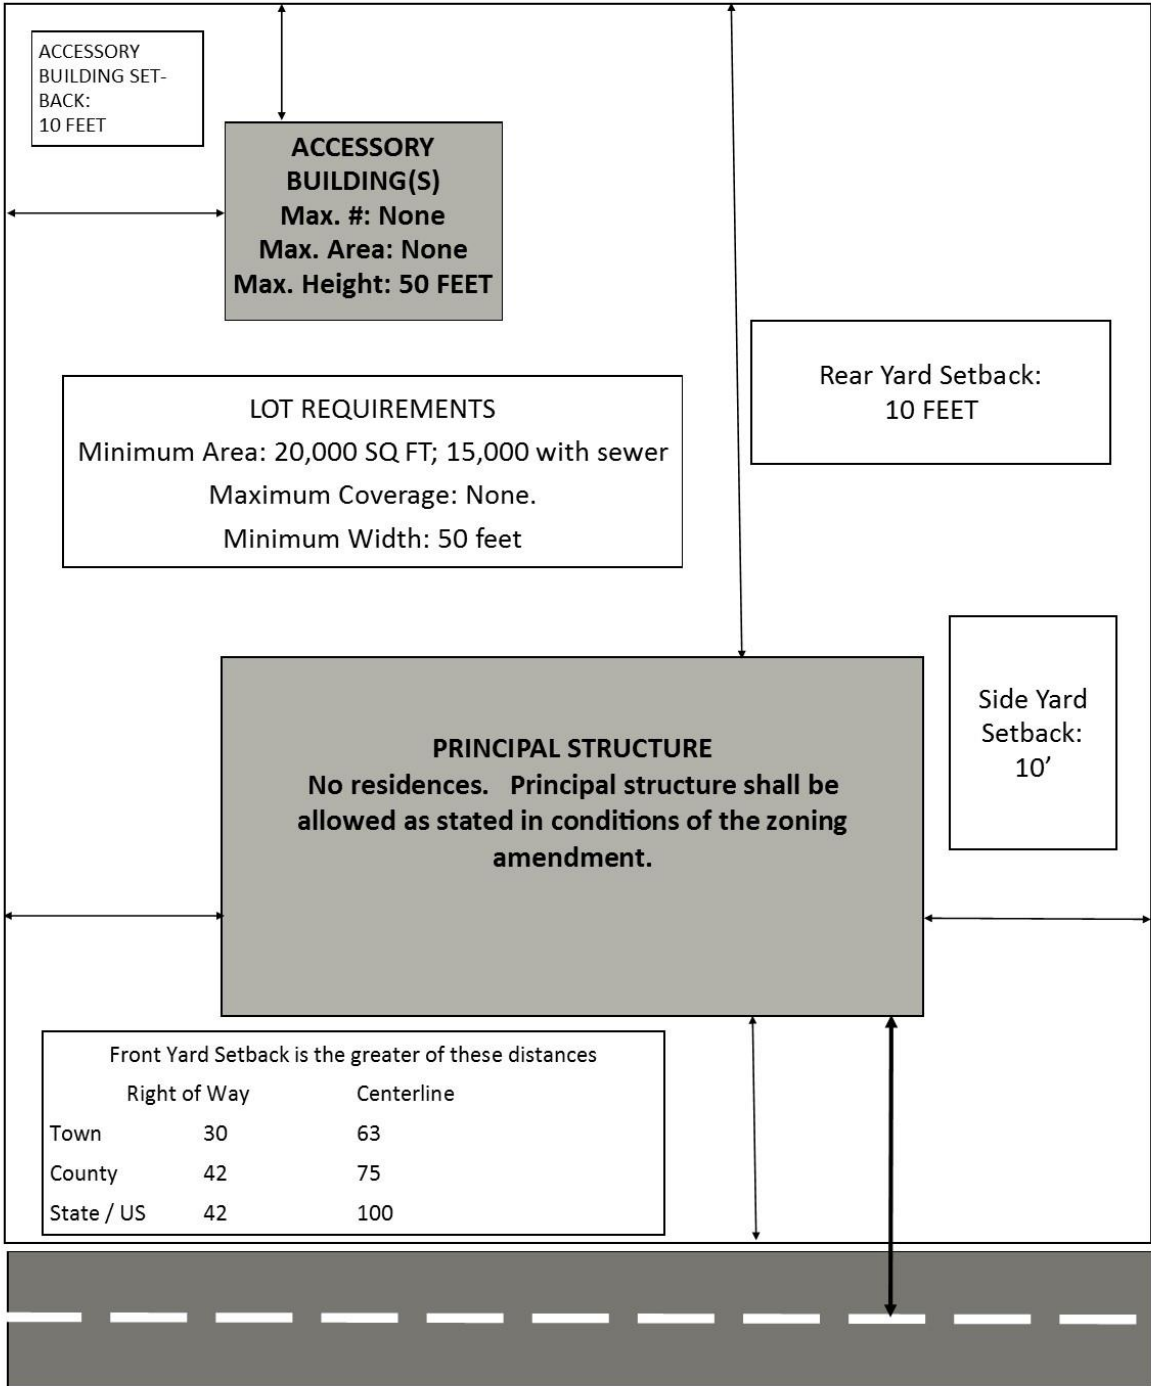 ACCESSORY
BUILDING SET-
BACK:
10 FEET
ACCESSORY
BUILDING(S)
Max. #: None
Max. Area: None
Max. Height: 50 FEET
Rear Yard Setback:
10 FEET
LOT REQUIREMENTS
Minimum Area: 20,000 SQ FT; 15,000 with sewer
Maximum Coverage: None.
Minimum Width: 50 feet
Side Yard
Setback:
10’
PRINCIPAL STRUCTURE
No residences. Principal structure shall be
allowed as stated in conditions of the zoning
amendment.
Front Yard Setback is the greater of these distances
Right of Way Centerline
Town 30 63
County 42 75
State / US 42 100